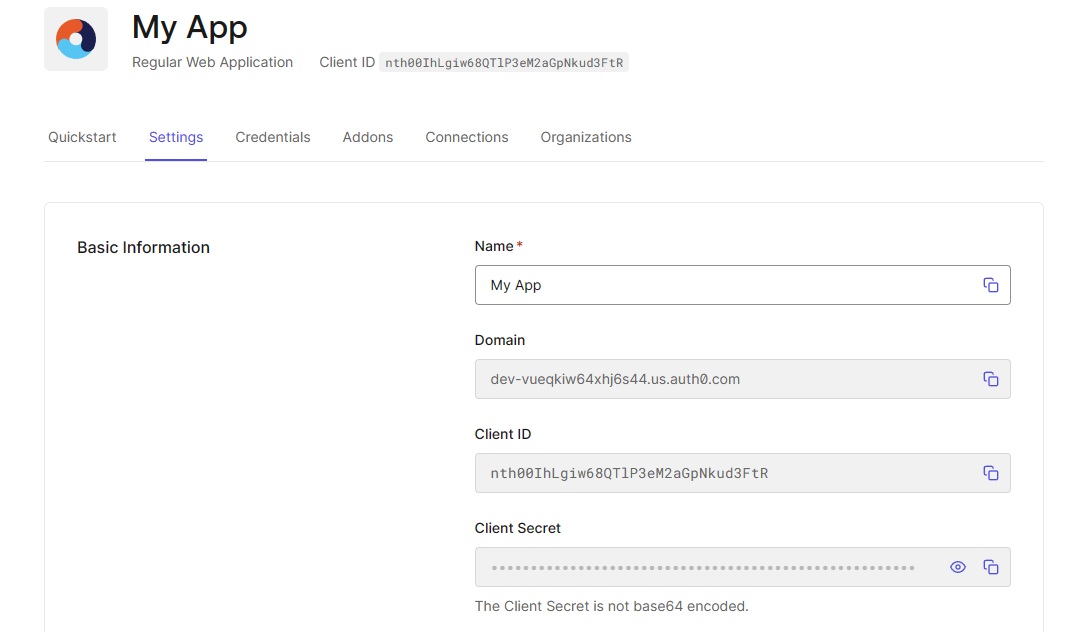 My App
Regular Web Application Client ID nth00IhLgiw68QTlP3eM2aGpNkud3FtR
Quickstart Settings Credentials Addons Connections Organizations
Basic Information
Name*
My App
Domain
dev-vueqkiw64xhj6s44.us.auth0.com
Client ID
nth00IhLgiw68QTlP3eM2aGpNkud3FtR
Client Secret
••••••••••••••••••••••••••••••••••••••••••••••••••••••
The Client Secret is not base64 encoded.